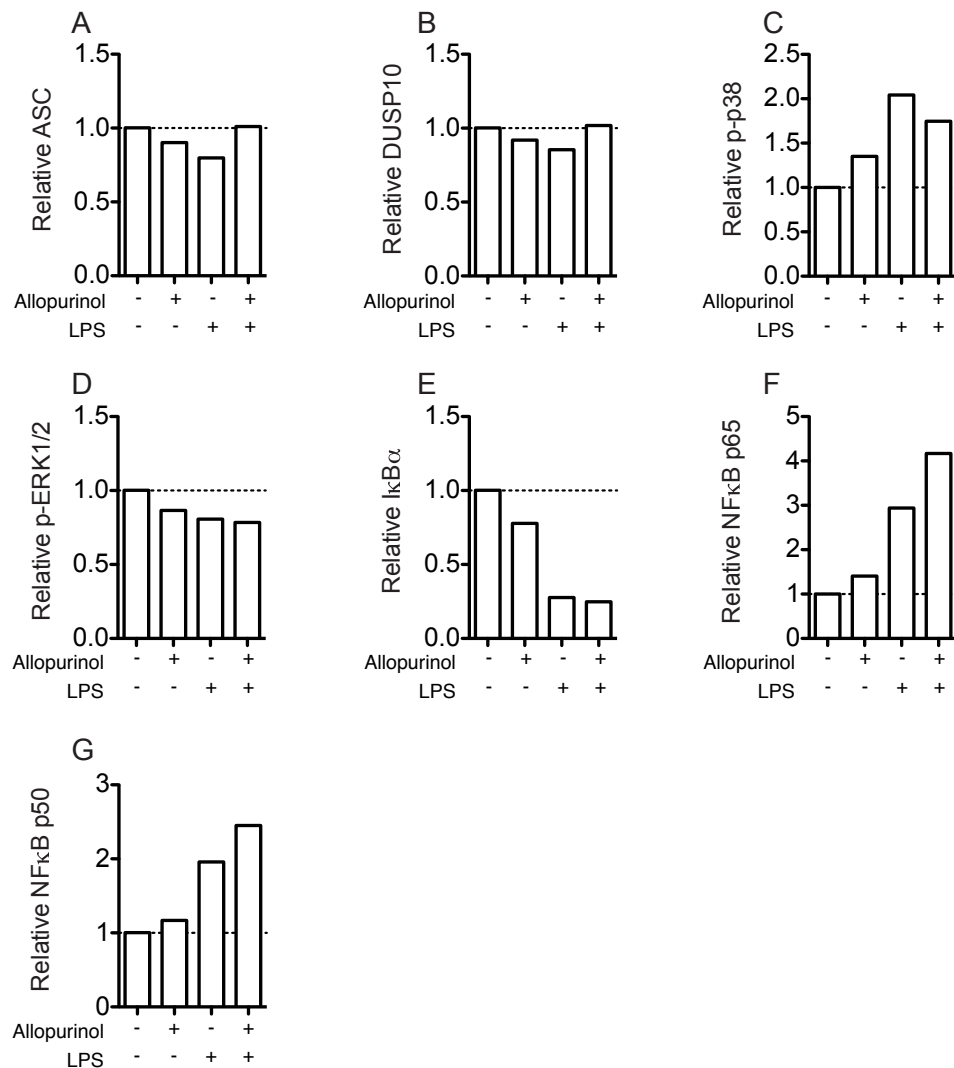 A
Relative ASC
1.5
1.0
0.5
0.0
Allopurinol - + - +
LPS - - + +
B
Relative DUSP10
1.5
1.0
0.5
0.0
Allopurinol - + - +
LPS - - + +
C
Relative p-p38
2.5
2.0
1.5
1.0
0.5
0.0
Allopurinol - + - +
LPS - - + +
D
Relative p-ERK1/2
1.5
1.0
0.5
0.0
Allopurinol - + - +
LPS - - + +
E
Relative IκBα
1.5
1.0
0.5
0.0
Allopurinol - + - +
LPS - - + +
F
Relative NFκB p65
5
4
3
2
1
0
Allopurinol - + - +
LPS - - + +
G
Relative NFκB p50
3
2
1
0
Allopurinol - + - +
LPS - - + +